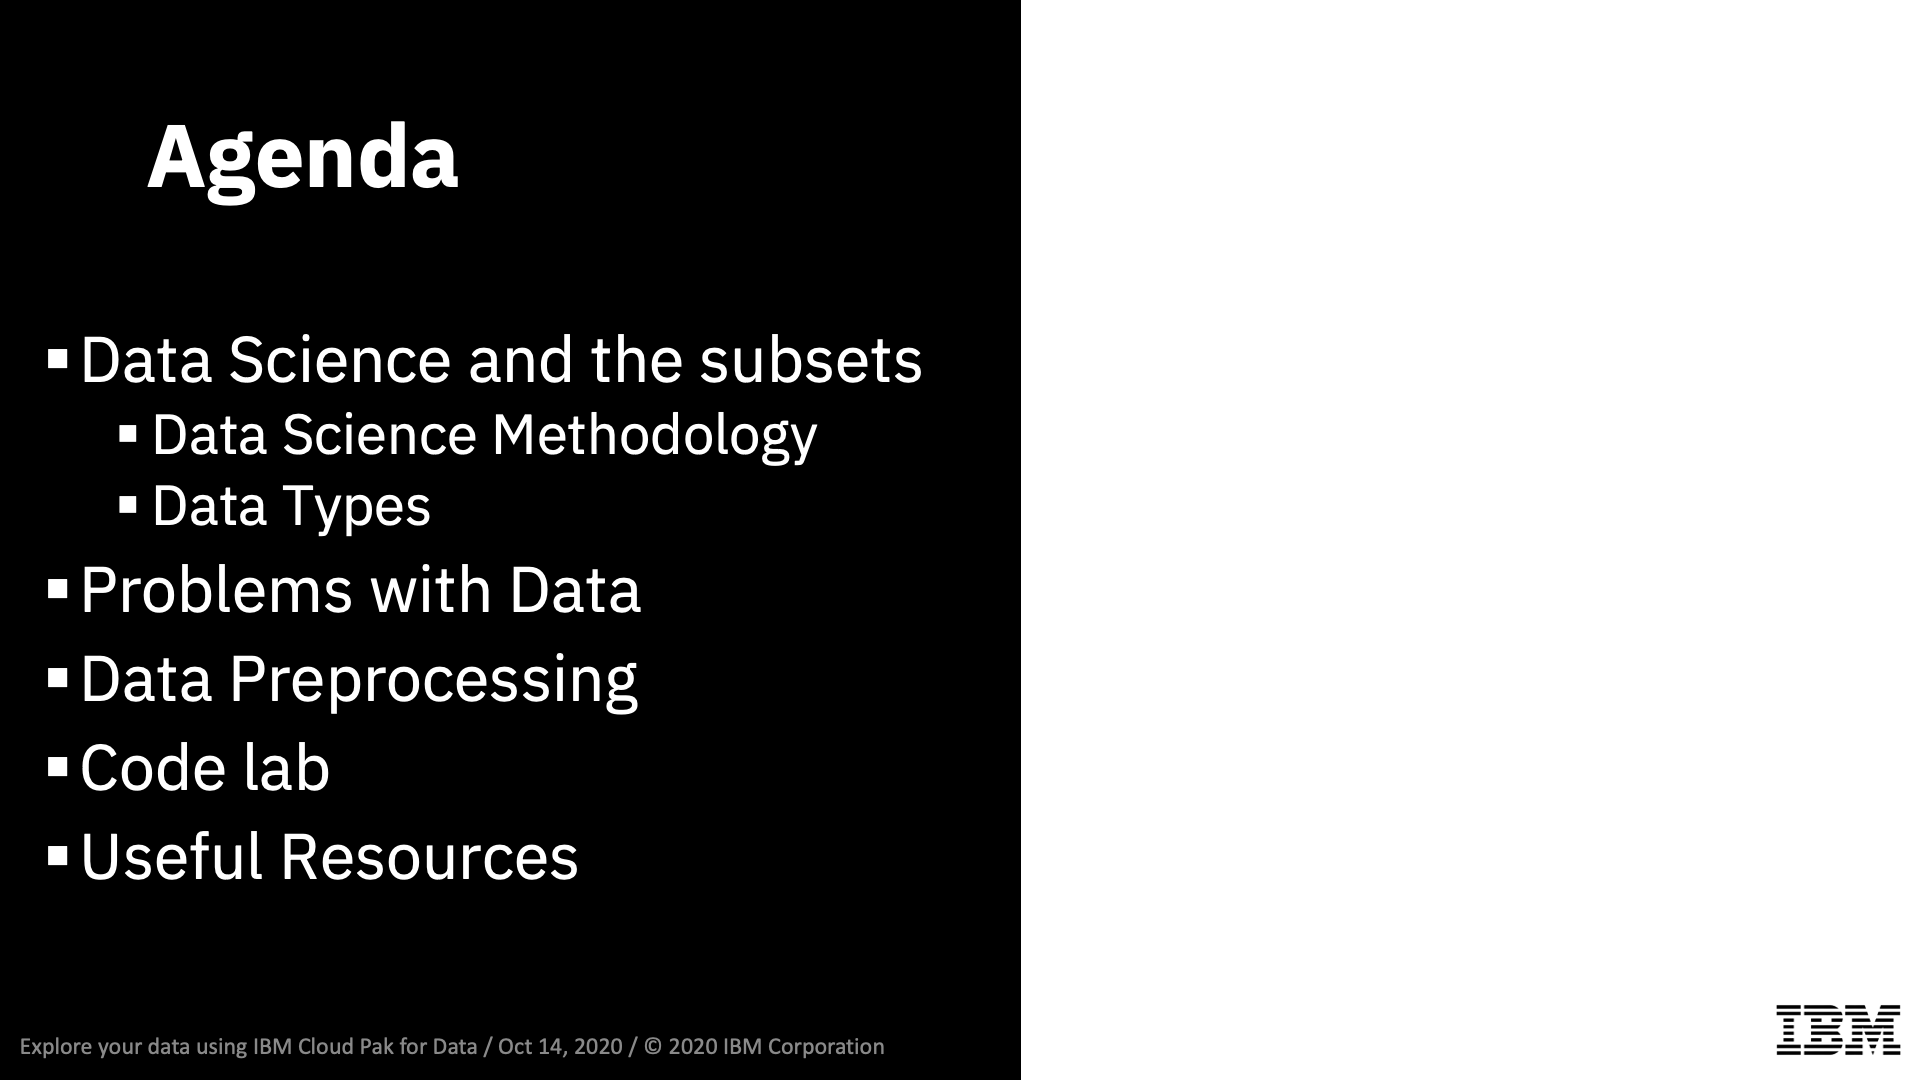 Agenda
▪ Data Science and the subsets
▪ Data Science Methodology
▪ Data Types
▪ Problems with Data
▪ Data Preprocessing
▪ Code lab
▪ Useful Resources
Explore your data using IBM Cloud Pak for Data / Oct 14, 2020 / © 2020 IBM Corporation
IBM